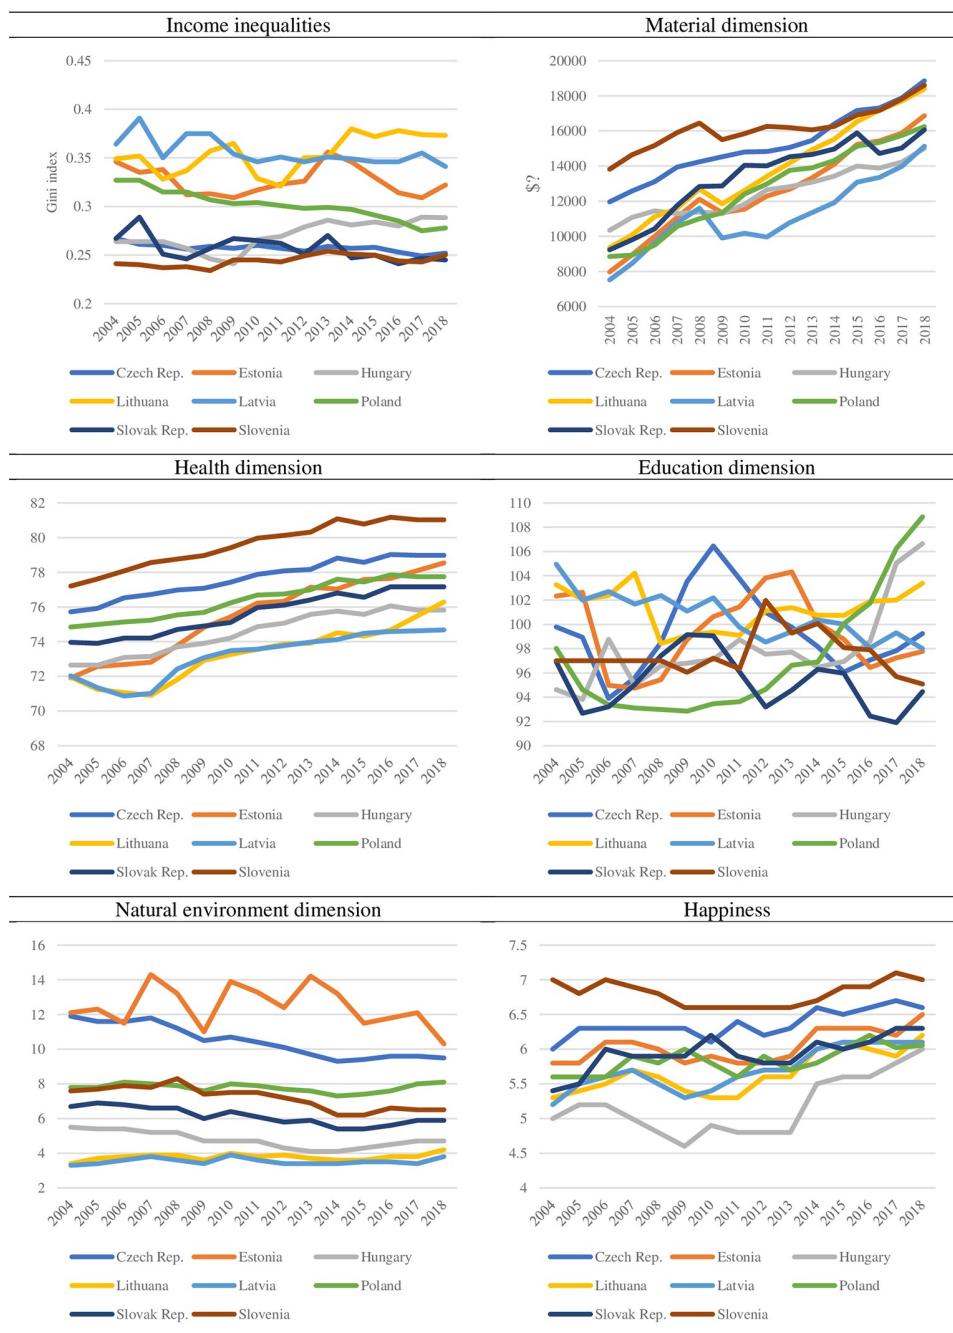 Income inequalities
Material dimension
Gini index
0.45
0.4
0.35
0.3
0.25
0.2
2004 2005 2006 2007 2008 2009 2010 2011 2012 2013 2014 2015 2016 2017 2018
Czech Rep. Estonia Hungary
Lithuana Latvia Poland
Slovak Rep. Slovenia
$?
20000
18000
16000
14000
12000
10000
8000
6000
2004 2005 2006 2007 2008 2009 2010 2011 2012 2013 2014 2015 2016 2017 2018
Czech Rep. Estonia Hungary
Lithuana Latvia Poland
Slovak Rep. Slovenia
Health dimension
Education dimension
82
80
78
76
74
72
70
68
2004 2005 2006 2007 2008 2009 2010 2011 2012 2013 2014 2015 2016 2017 2018
Czech Rep. Estonia Hungary
Lithuana Latvia Poland
Slovak Rep. Slovenia
110
108
106
104
102
100
98
96
94
92
90
2004 2005 2006 2007 2008 2009 2010 2011 2012 2013 2014 2015 2016 2017 2018
Czech Rep. Estonia Hungary
Lithuana Latvia Poland
Slovak Rep. Slovenia
Natural environment dimension
Happiness
16
14
12
10
8
6
4
2
2004 2005 2006 2007 2008 2009 2010 2011 2012 2013 2014 2015 2016 2017 2018
Czech Rep. Estonia Hungary
Lithuana Latvia Poland
Slovak Rep. Slovenia
7.5
7
6.5
6
5.5
5
4.5
4
2004 2005 2006 2007 2008 2009 2010 2011 2012 2013 2014 2015 2016 2017 2018
Czech Rep. Estonia Hungary
Lithuana Latvia Poland
Slovak Rep. Slovenia